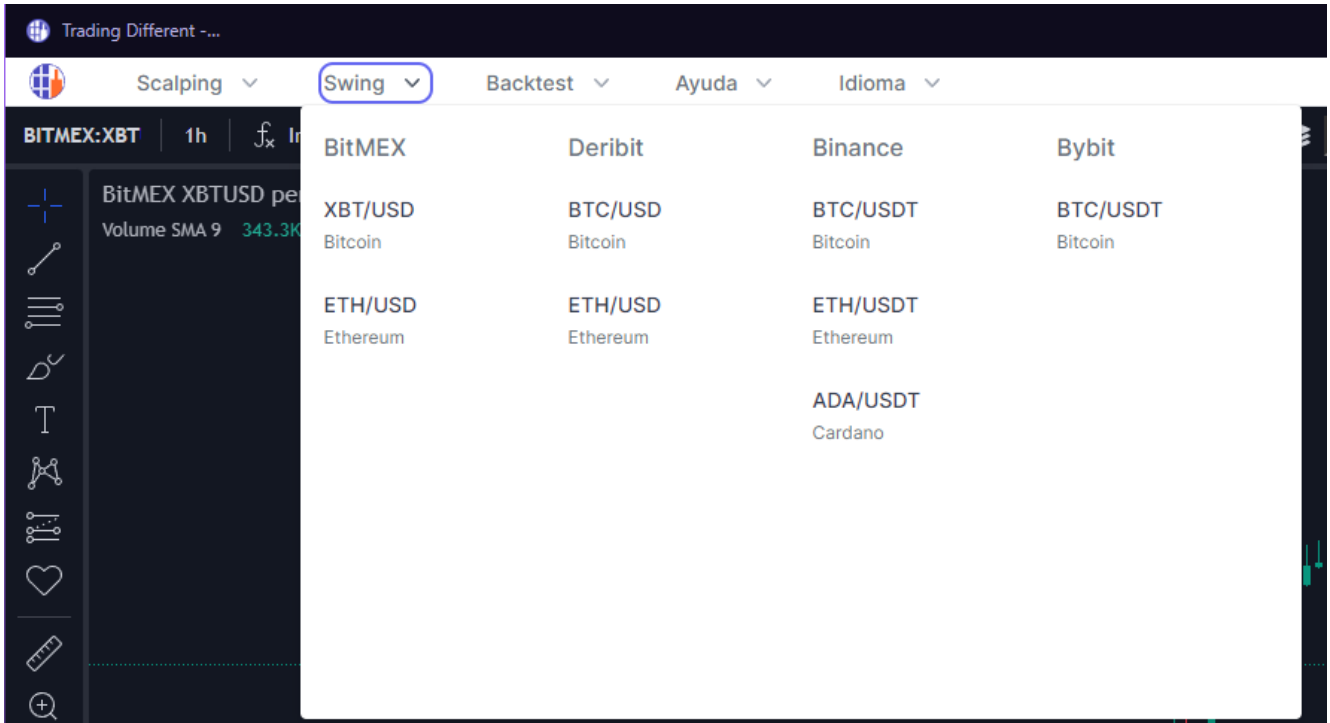 Trading Different -...
Scalping Swing Backtest Ayuda Idioma
BITMEX:XBT 1h fx
BitMEX XBTUSD
Volume SMA 9 343.3K
BitMEX Deribit Binance Bybit
XBT/USD BTC/USD BTC/USDT BTC/USDT
Bitcoin Bitcoin Bitcoin Bitcoin
ETH/USD ETH/USD ETH/USDT
Ethereum Ethereum Ethereum
ADA/USDT
Cardano
T